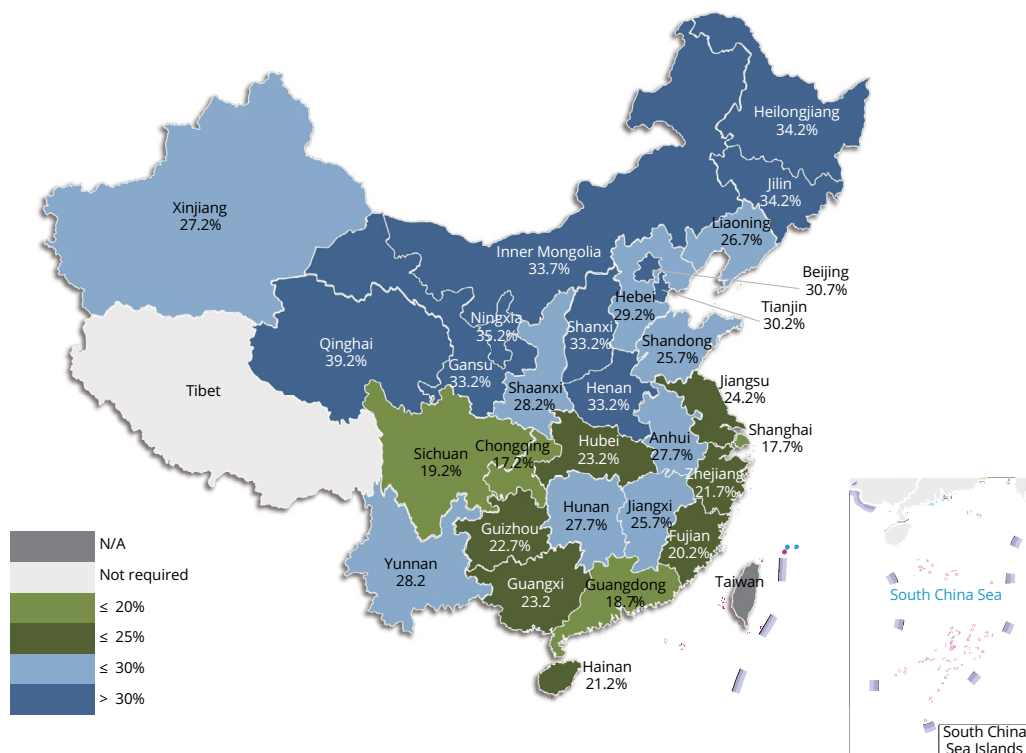 Heilongjiang
34.2%
Jilin
34.2%
Liaoning
26.7%
Xinjiang
27.2%
Inner Mongolia
33.7%
Beijing
30.7%
Tianjin
30.2%
Hebei
29.2%
Ningxia
35.2%
Shanxi
33.2%
Shandong
25.7%
Qinghai
39.2%
Gansu
33.2%
Tibet
Shaanxi
28.2%
Henan
33.2%
Jiangsu
24.2%
Shanghai
17.7%
Sichuan
19.2%
Chongqing
17.2%
Hubei
23.2%
Anhui
27.7%
Zhejiang
21.7%
Hunan
27.7%
Jiangxi
25.7%
Guizhou
22.7%
Fujian
20.2%
Yunnan
28.2
Guangxi
23.2
Guangdong
18.7%
Taiwan
Hainan
21.2%
N/A
Not required
≤ 20%
≤ 25%
≤ 30%
> 30%
South China Sea
South China
Sea Islands